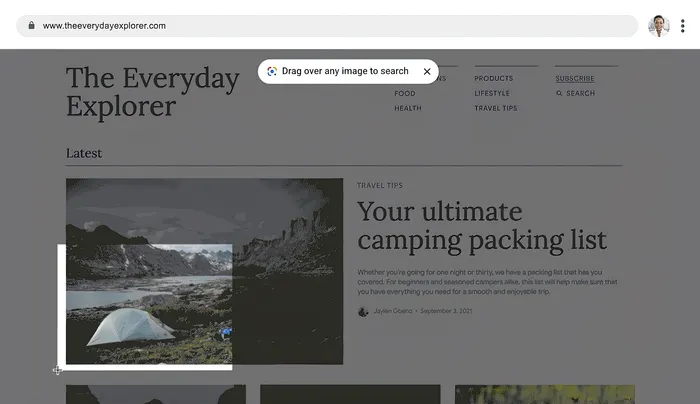 www.theeverydayexplorer.com
Drag over any image to search
The Everyday
Explorer
NS
FOOD
HEALTH
PRODUCTS
LIFESTYLE
TRAVEL TIPS
SUBSCRIBE
SEARCH
Latest
TRAVEL TIPS
Your ultimate
camping packing list
Whether you're going for one night or thirty, we have a packing list that has you
covered. For beginners and seasoned campers alike, this list will help make sure that
you have everything you need for a smooth and enjoyable trip.
September 3, 2021